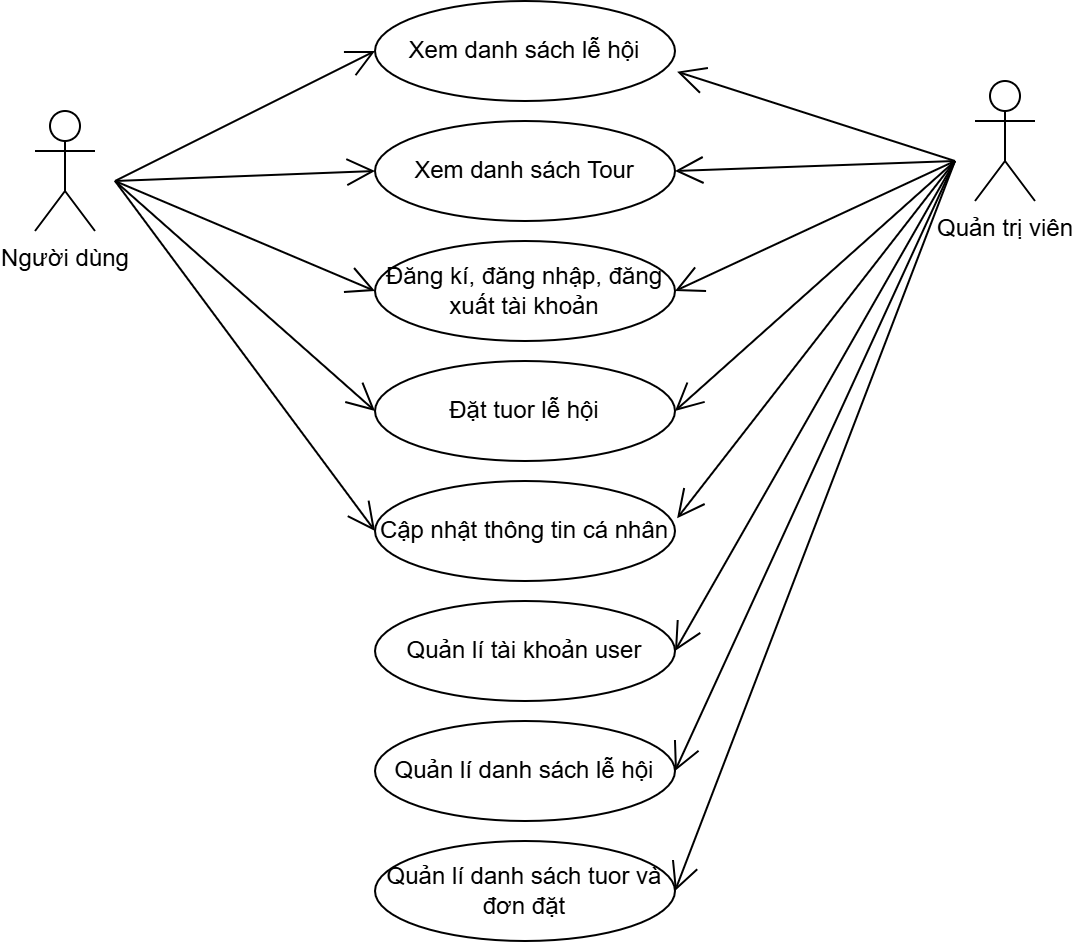 Xem danh sách lễ hội
Xem danh sách Tour
Người dùng
Quản trị viên
Đăng kí, đăng nhập, đăng
xuất tài khoản
Đặt tuor lễ hội
Cập nhật thông tin cá nhân
Quản lí tài khoản user
Quản lí danh sách lễ hội
Quản lí danh sách tuor và
đơn đặt